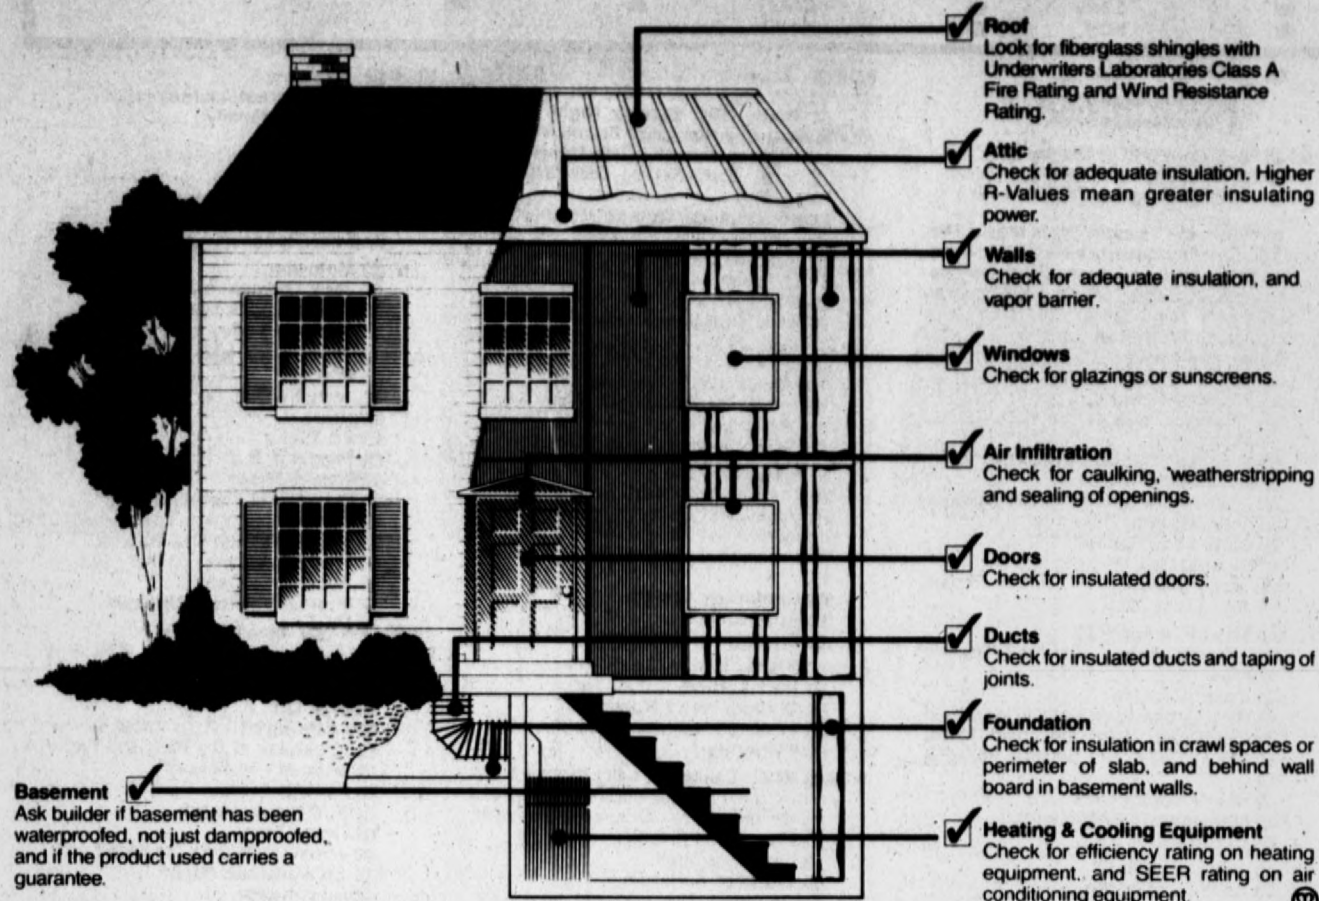 Roof
Look for fiberglass shingles with
Underwriters Laboratories Class A
Fire Rating and Wind Resistance
Rating.
Attic
Check for adequate insulation. Higher
R-Values mean greater insulating
power.
Walls
Check for adequate insulation, and
vapor barrier.
Windows
Check for glazings or sunscreens.
Air Infiltration
Check for caulking, weatherstripping
and sealing of openings.
Doors
Check for insulated doors.
Ducts
Check for insulated ducts and taping of
joints.
Foundation
Check for insulation in crawl spaces or
perimeter of slab, and behind wall
board in basement walls.
Heating & Cooling Equipment
Check for efficiency rating on heating
equipment, and SEER rating on air
conditioning equipment.
Basement
Ask builder if basement has been
waterproofed, not just dampproofed,
and if the product used carries a
guarantee.